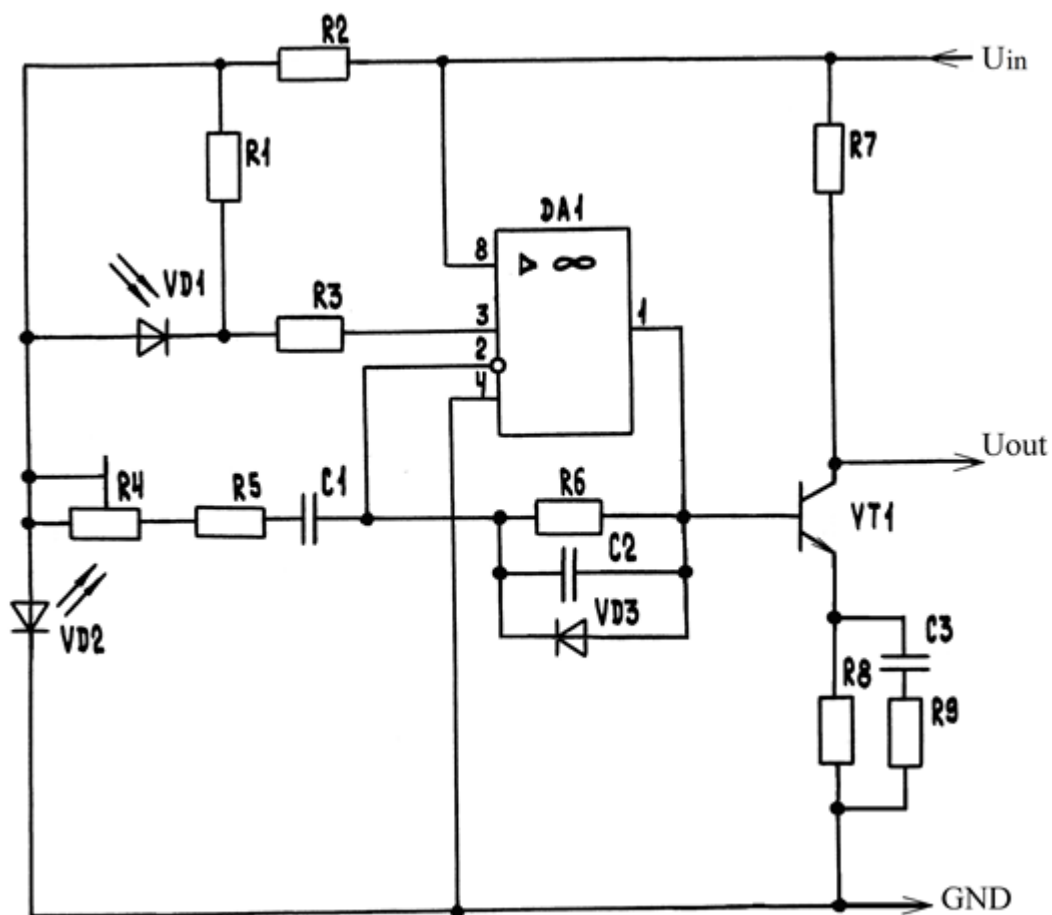 R2
Uin
R1
R7
DA1
8
▷ ∞
VD1
R3
3
1
2
4
Uout
R4
R5
C1
R6
VT1
C2
VD3
VD2
C3
R8
R9
GND